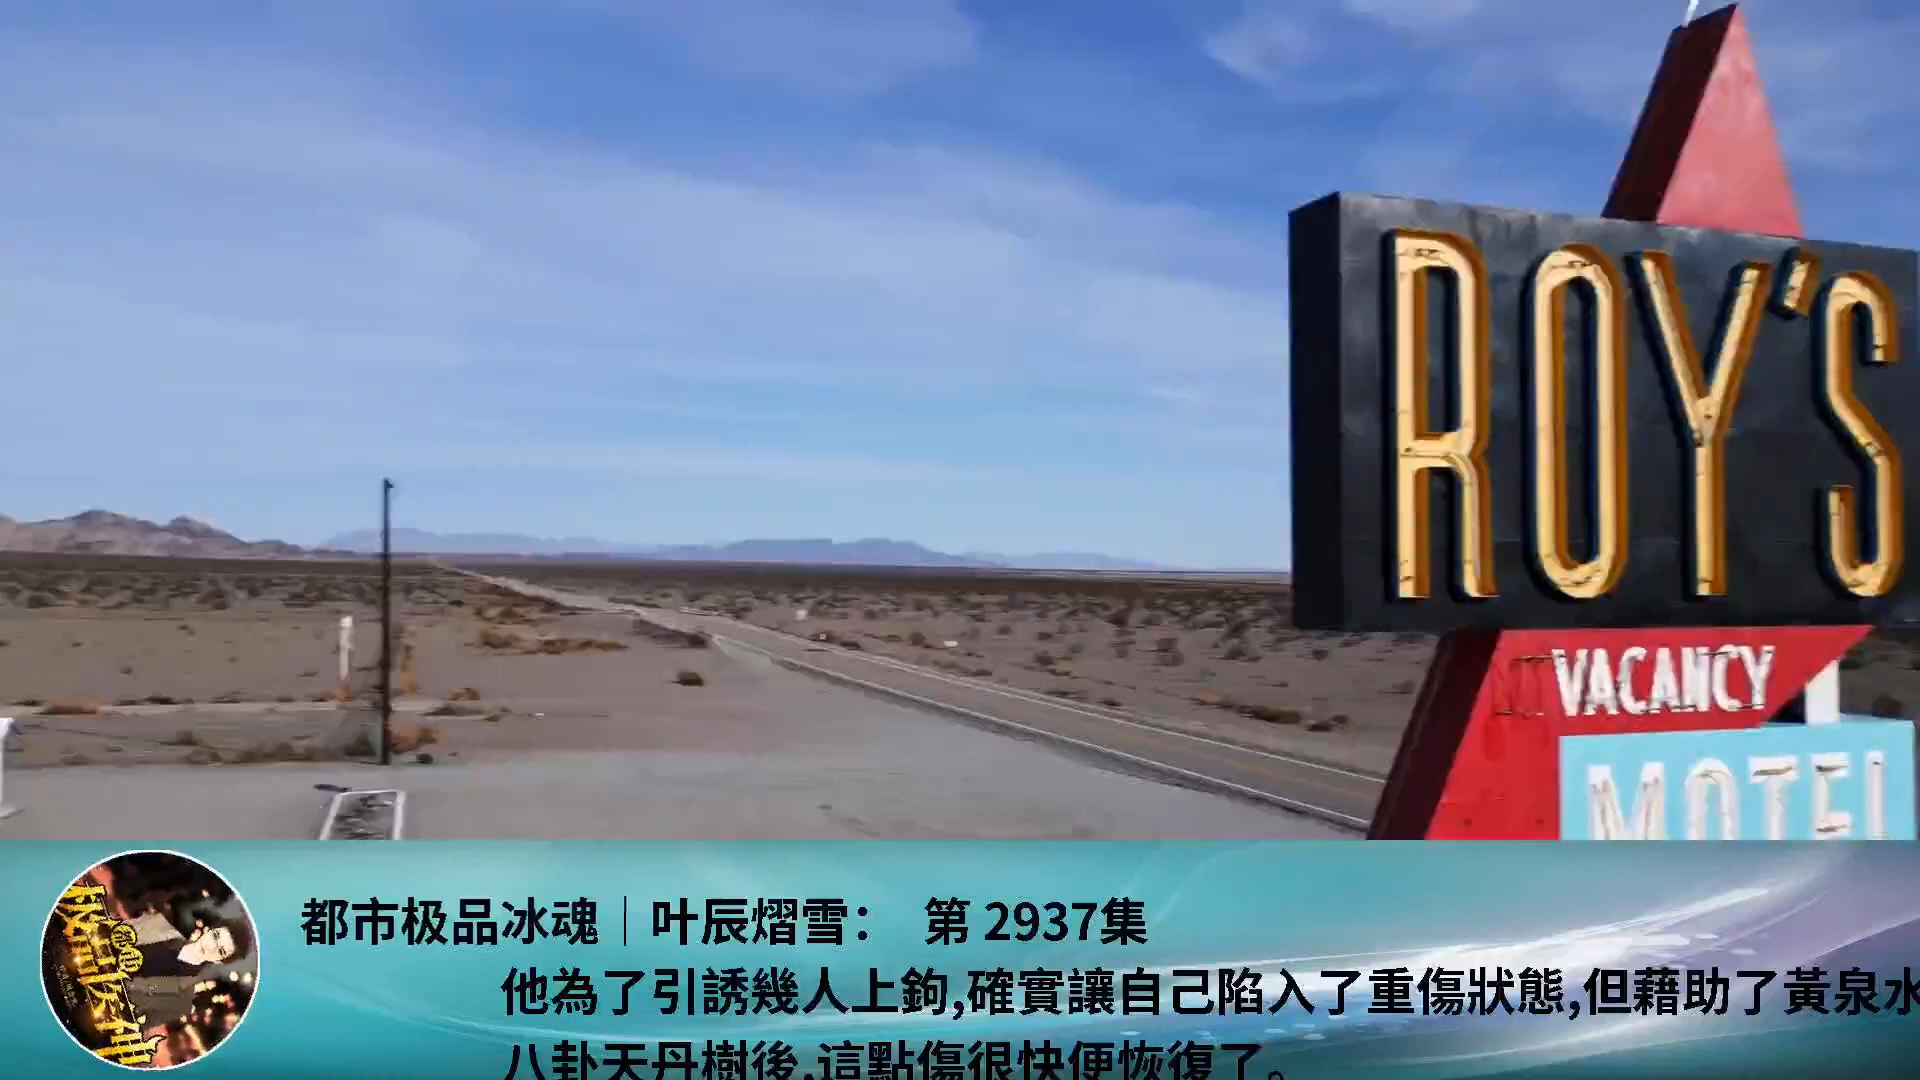 ROY'S
VACANCY
MOTEL
都市极品冰魂｜叶辰熠雪： 第 2937集
他為了引誘幾人上鉤,確實讓自己陷入了重傷狀態,但藉助了黃泉水
八卦天丹樹後,這點傷很快便恢復了。